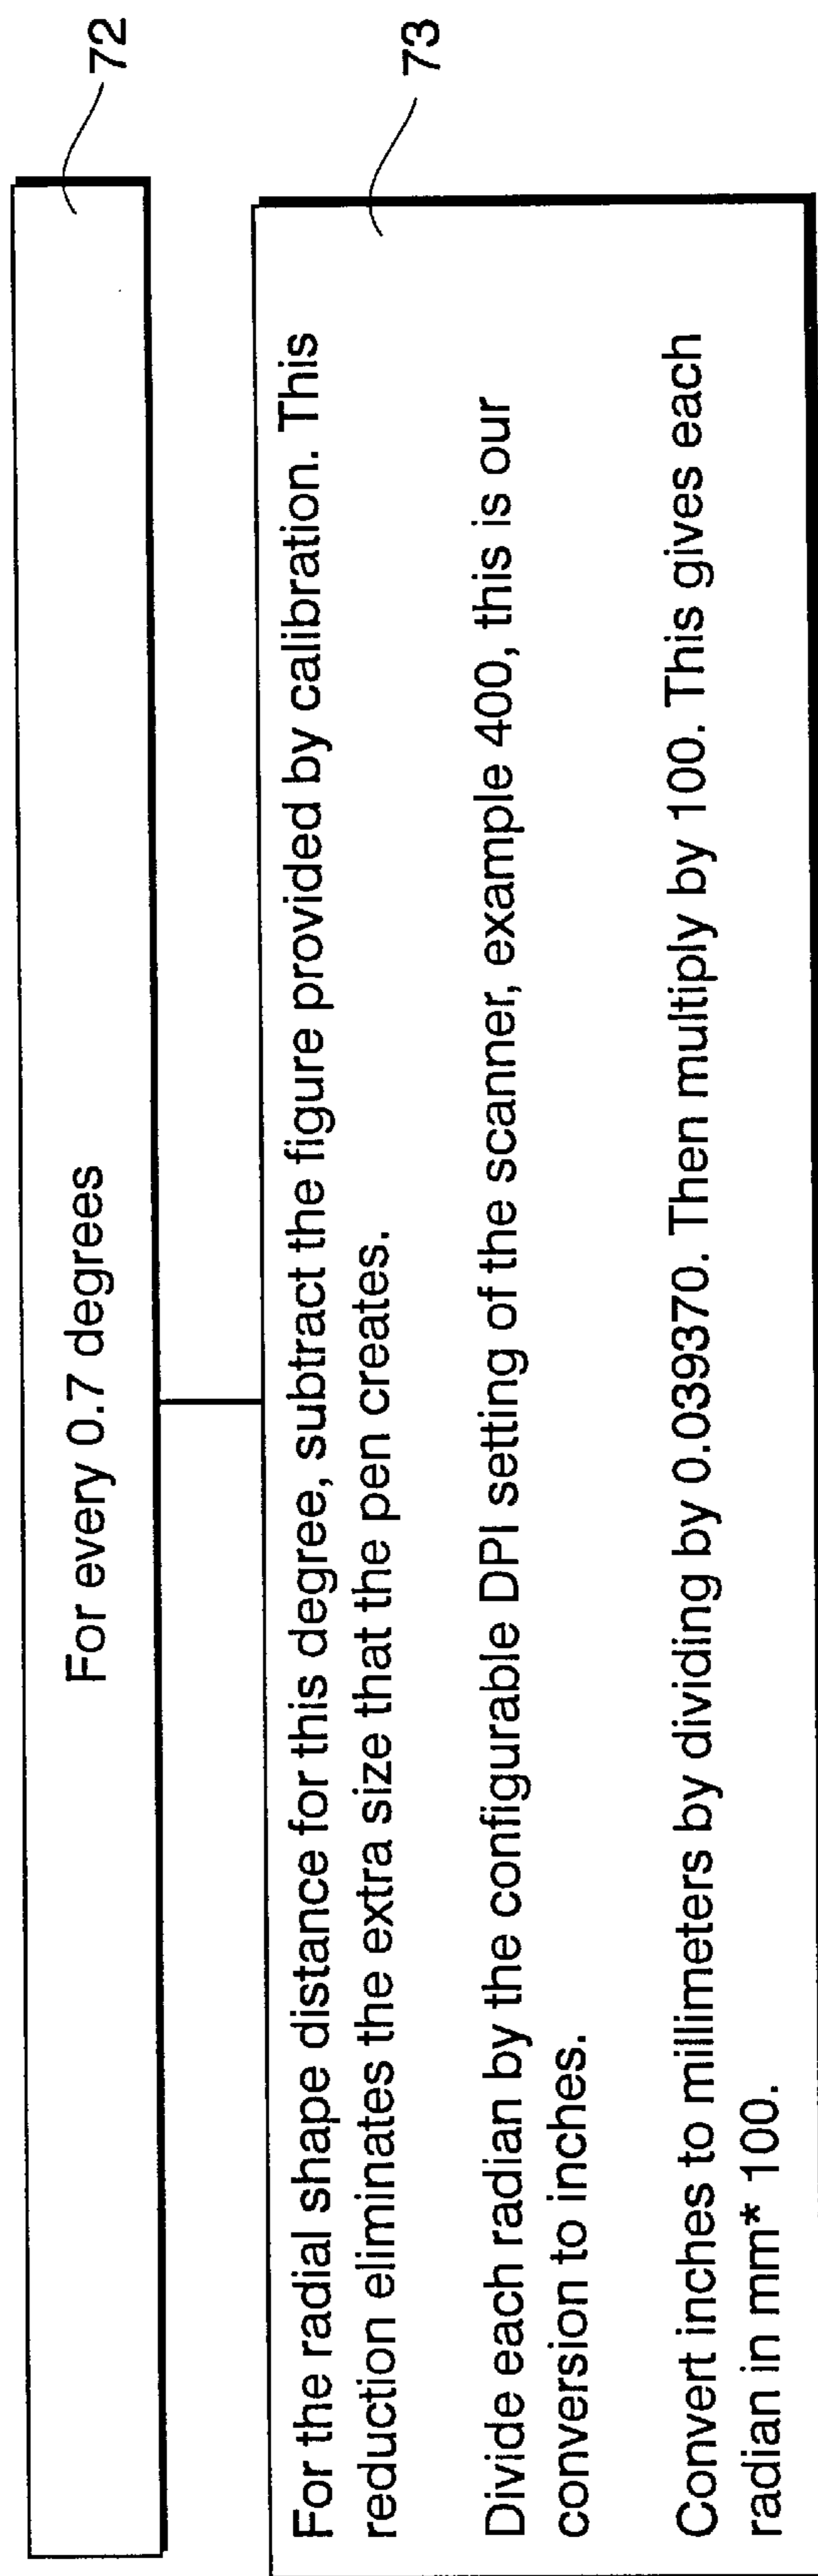 72
For every 0.7 degrees
73
For the radial shape distance for this degree, subtract the figure provided by calibration. This
reduction eliminates the extra size that the pen creates.
Divide each radian by the configurable DPI setting of the scanner, example 400, this is our
conversion to inches.
Convert inches to millimeters by dividing by 0.039370. Then multiply by 100. This gives each
radian in mm* 100.